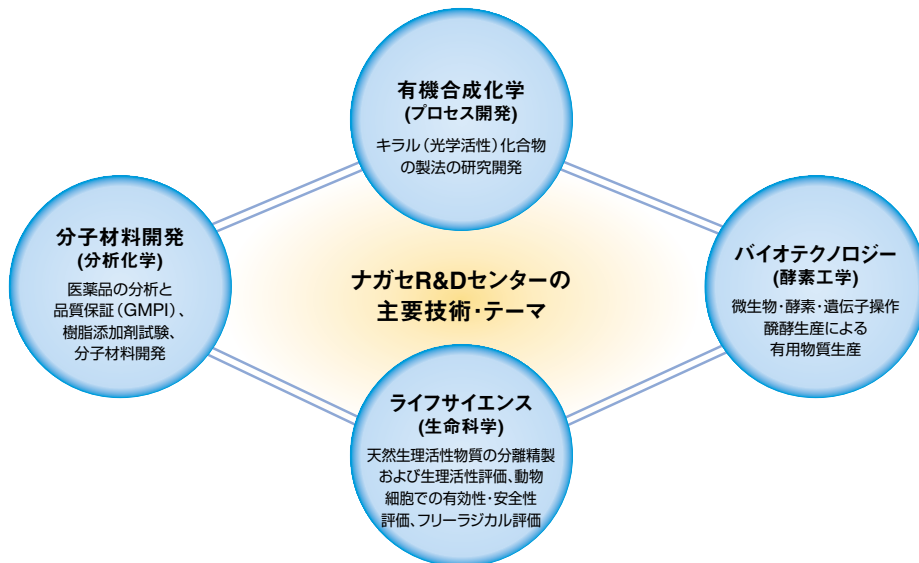 有機合成化学
(プロセス開発)
キラル(光学活性)化合物
の製法の研究開発
分子材料開発
(分析化学)
医薬品の分析と
品質保証(GMPI)、
樹脂添加剤試験、
分子材料開発
ナガセR&Dセンターの
主要技術・テーマ
バイオテクノロジー
(酵素工学)
微生物・酵素・遺伝子操作
醗酵生産による
有用物質生産
ライフサイエンス
(生命科学)
天然生理活性物質の分離精製
および生理活性評価、動物
細胞での有効性・安全性
評価、フリーラジカル評価